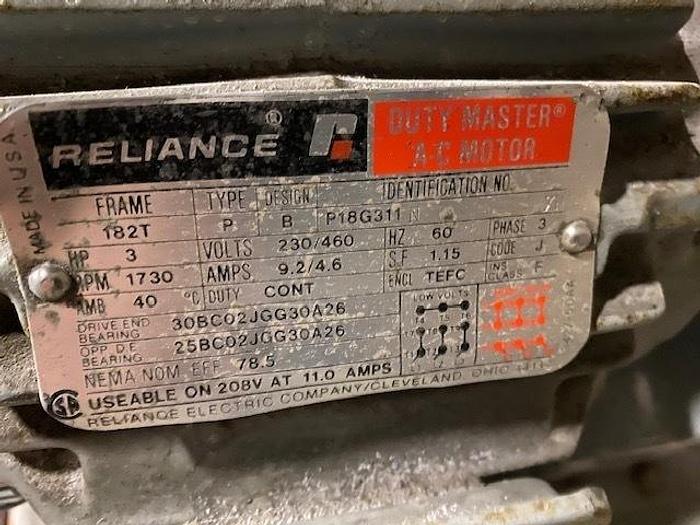 MADE IN U.S.A.
RELIANCE ® r
DUTY MASTER®
A-C MOTOR
FRAME TYPE DESIGN IDENTIFICATION NO.
182T P B P18G311
HP 3 VOLTS 230/460 HZ 60 PHASE 3
RPM 1730 AMPS 9.2/4.6 S.F. 1.15 CODE J
AMB 40 °C DUTY CONT ENCL TEFC INS CLASS F
DRIVE END BEARING 30BC02JGG30A26
OPP D.E. BEARING 25BC02JGG30A26
NEMA NOM. EFF 78.5
LOW VOLTS
T4 T5 T6
USEABLE ON 208V AT 11.0 AMPS
RELIANCE ELECTRIC COMPANY/CLEVELAND, OHIO